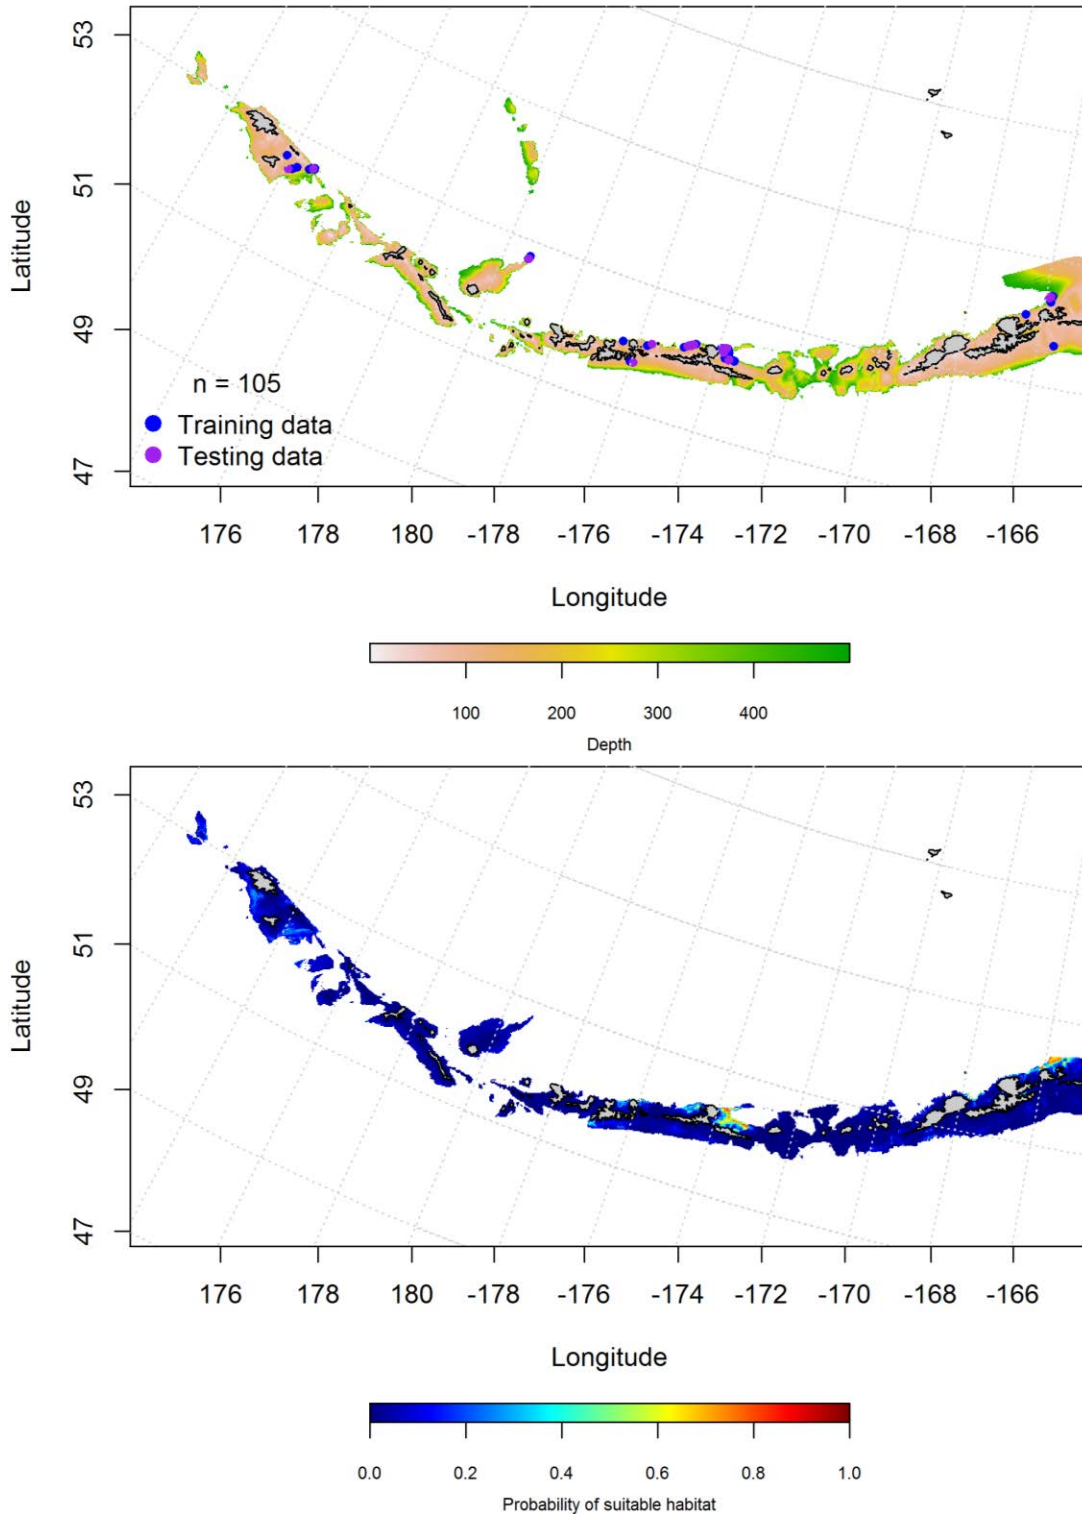 53
51
49
47
Latitude
n = 105
Training data
Testing data
176 178 180 -178 -176 -174 -172 -170 -168 -166
Longitude
100 200 300 400
Depth
53
51
49
47
Latitude
176 178 180 -178 -176 -174 -172 -170 -168 -166
Longitude
0.0 0.2 0.4 0.6 0.8 1.0
Probability of suitable habitat